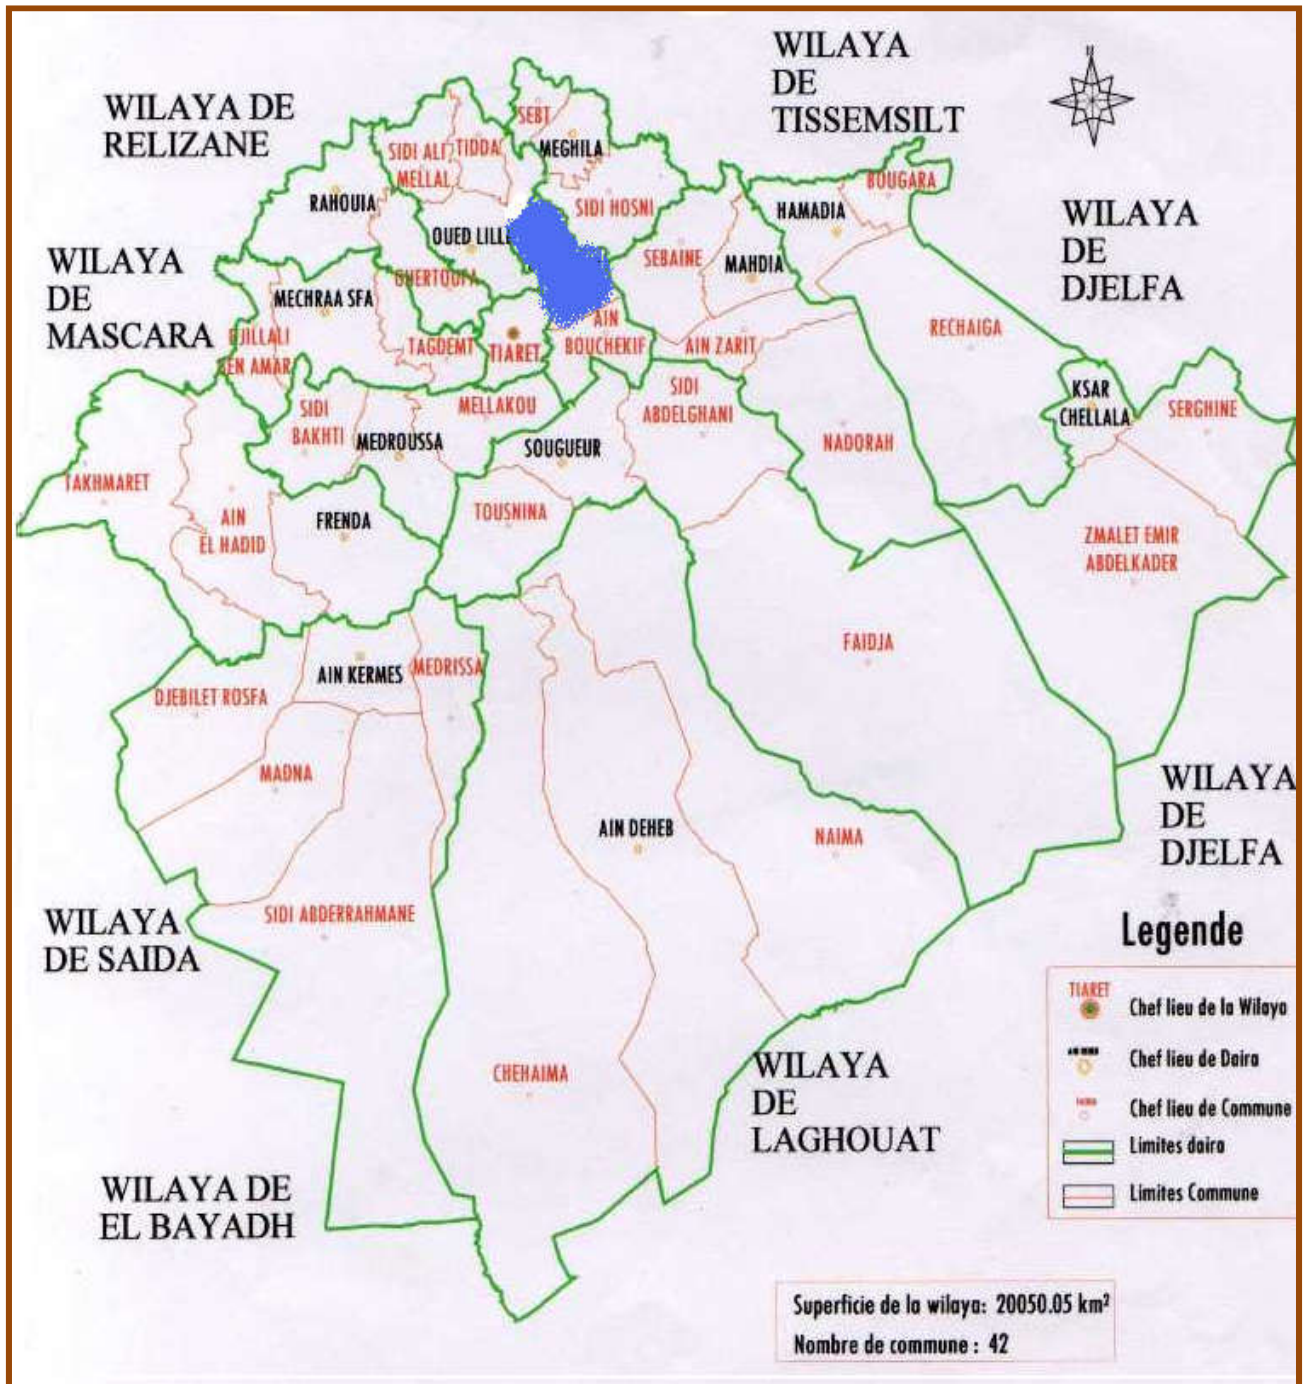 WILAYA
DE
TISSEMSILT
WILAYA DE
RELIZANE
SEBT
SIDI ALI
MELLAL
TIDDA
MEGHILA
BOUGARA
RAHOUIA
SIDI HOSNI
HAMADIA
WILAYA
DE
DJELFA
OUED LILL
WILAYA
DE
MASCARA
SEBAINE
MAHDIA
GUERTOUFA
MECHRAA SFA
DJILLALI
BEN AMAR
TAGDEMT
TIARET
AIN
BOUCHEKIF
AIN ZARIT
RECHAIGA
SIDI
ABDELGHANI
KSAR
CHELLALA
SERGHINE
SIDI
BAKHTI
MEDROUSSA
MELLAKOU
SOUGUEUR
NADORAH
TAKHMARET
AIN
EL HADID
FRENDA
TOUSNINA
ZMALET EMIR
ABDELKADER
FAIDJA
AIN KERMES
MEDRISSA
DJEBILET ROSFA
MADNA
AIN DEHEB
NAIMA
WILAYA
DE
DJELFA
WILAYA
DE SAIDA
SIDI ABDERRAHMANE
CHEHAIMA
WILAYA
DE
LAGHOUAT
WILAYA DE
EL BAYADH
Legende
TIARET
Chef lieu de la Wilaya
Chef lieu de Daira
Chef lieu de Commune
Limites daira
Limites Commune
Superficie de la wilaya: 20050.05 km²
Nombre de commune : 42